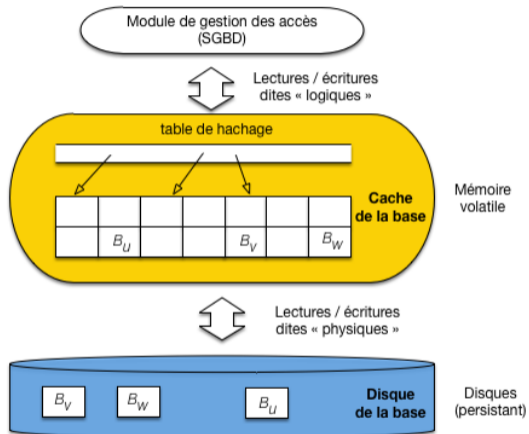 Module de gestion des accès
(SGBD)
Lectures / écritures
dites « logiques »
table de hachage
Cache
de la base
Mémoire
volatile
Bu
Bv
Bw
Lectures / écritures
dites « physiques »
Bv
Bw
Bu
Disque
de la base
Disques
(persistant)